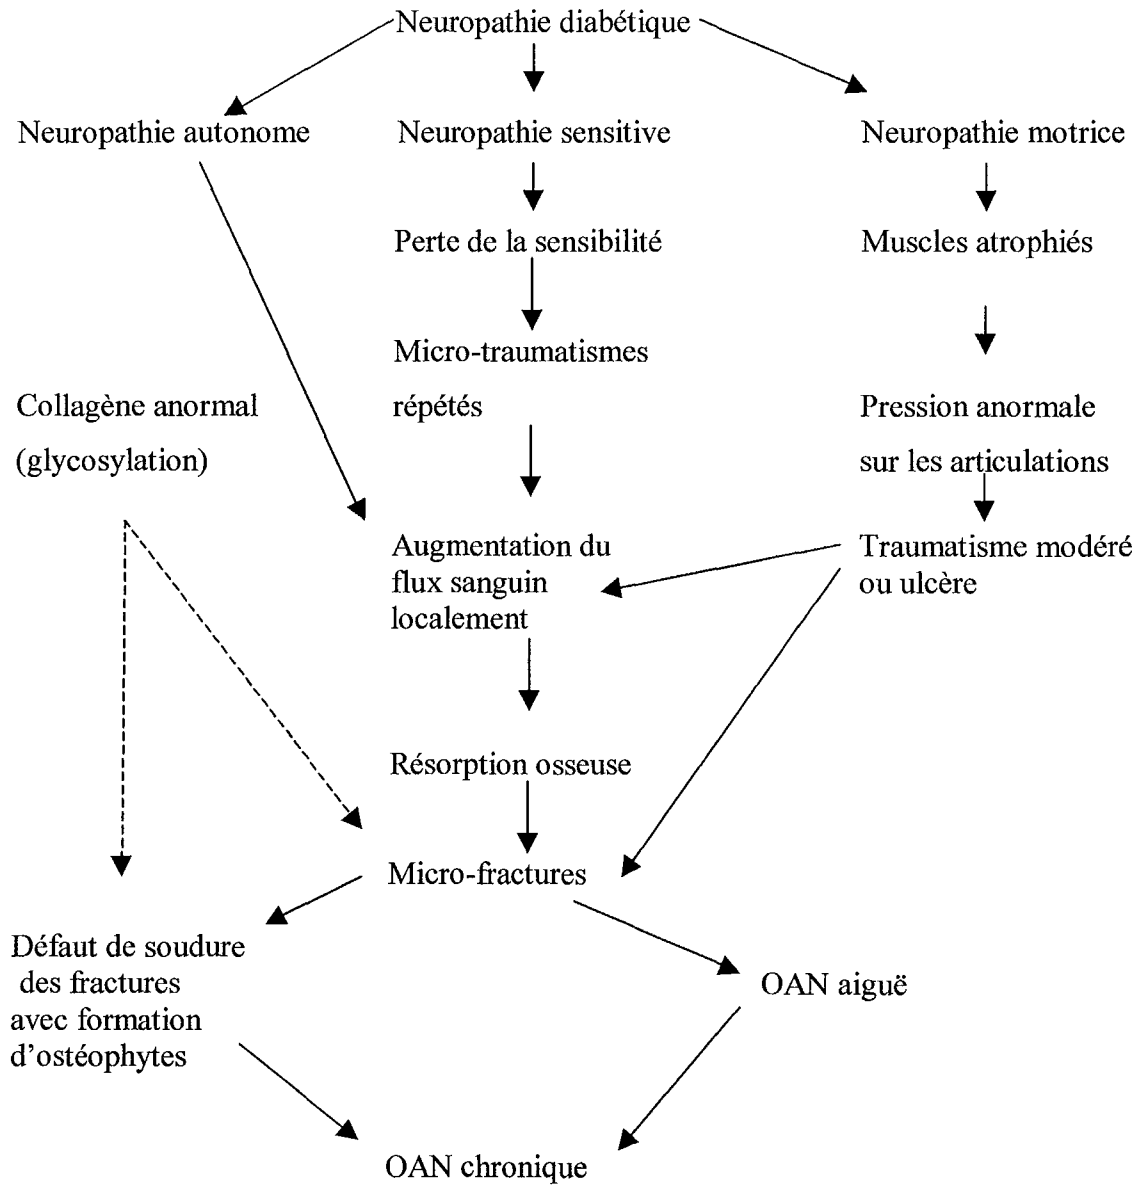 Neuropathie diabétique
Neuropathie autonome
Neuropathie sensitive
Neuropathie motrice
Perte de la sensibilité
Muscles atrophiés
Micro-traumatismes
répétés
Collagène anormal
(glycosylation)
Pression anormale
sur les articulations
Augmentation du
flux sanguin
localement
Traumatisme modéré
ou ulcère
Résorption osseuse
Micro-fractures
Défaut de soudure
des fractures
avec formation
d'ostéophytes
OAN aiguë
OAN chronique